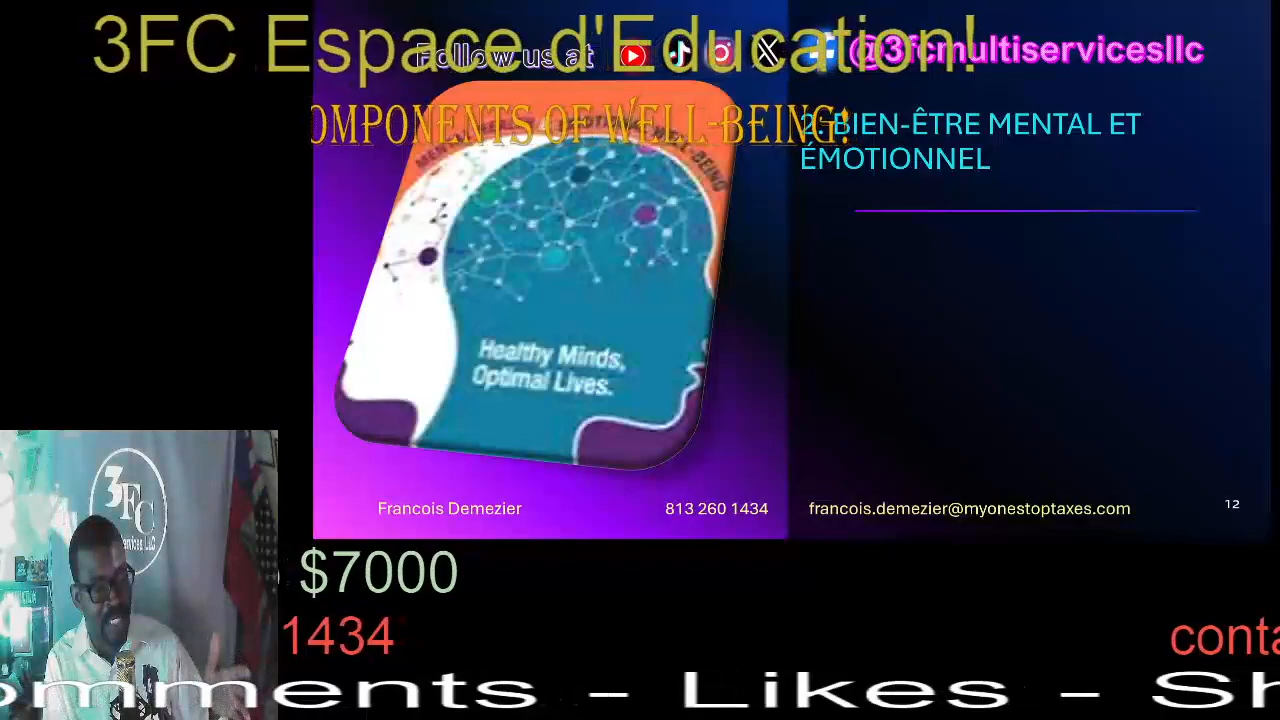 3FC Espace d'Education!
Follow us at @3fcmultiservicesllc
OMPONENTS OF WELL-BEING!
2. BIEN-ÊTRE MENTAL ET
ÉMOTIONNEL
Healthy Minds,
Optimal Lives.
Francois Demezier 813 260 1434 francois.demezier@myonestoptaxes.com 12
3FC
$7000
1434 conta
omments - Likes - Sh